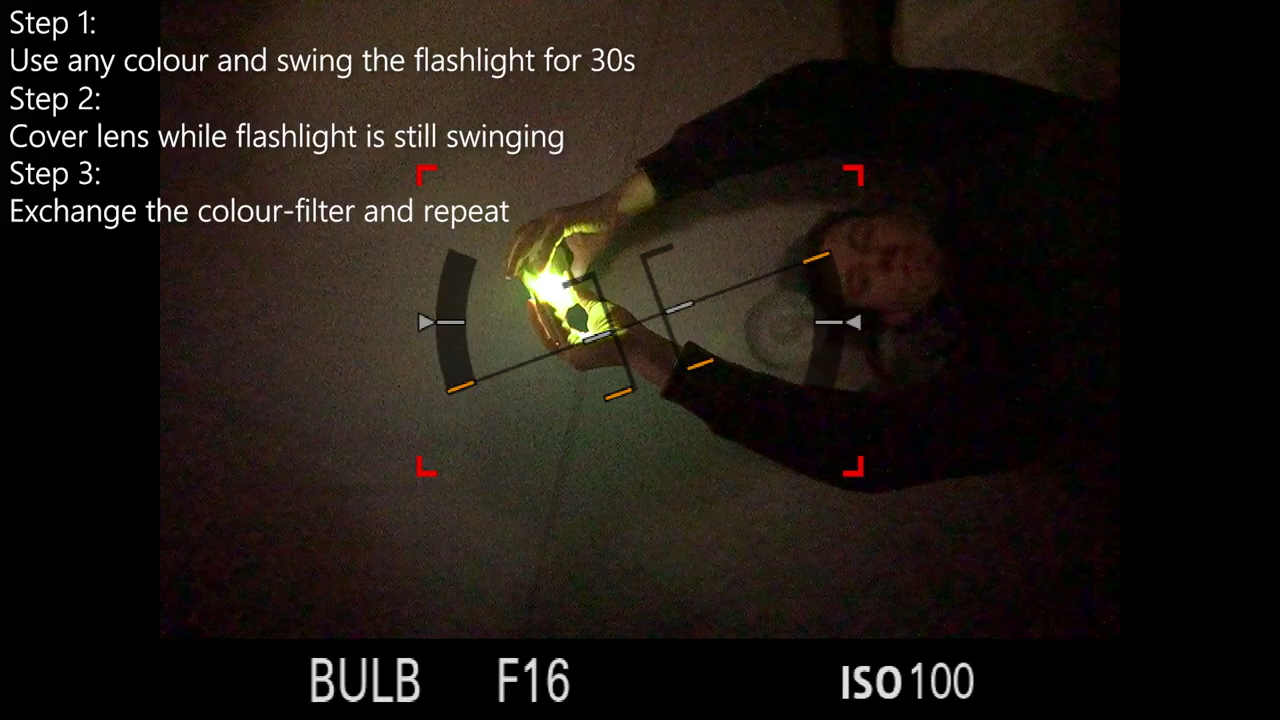 Step 1:
Use any colour and swing the flashlight for 30s
Step 2:
Cover lens while flashlight is still swinging
Step 3:
Exchange the colour-filter and repeat
BULB F16 ISO 100